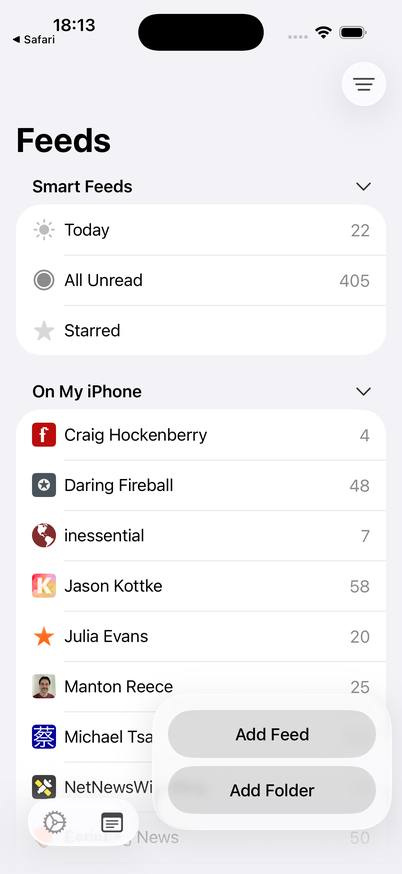 18:13
◀ Safari
Feeds
Smart Feeds
Today 22
All Unread 405
Starred
On My iPhone
Craig Hockenberry 4
Daring Fireball 48
inessential 7
Jason Kottke 58
Julia Evans 20
Manton Reece 25
Michael Tsa
NetNewsWi
News 50
Add Feed
Add Folder